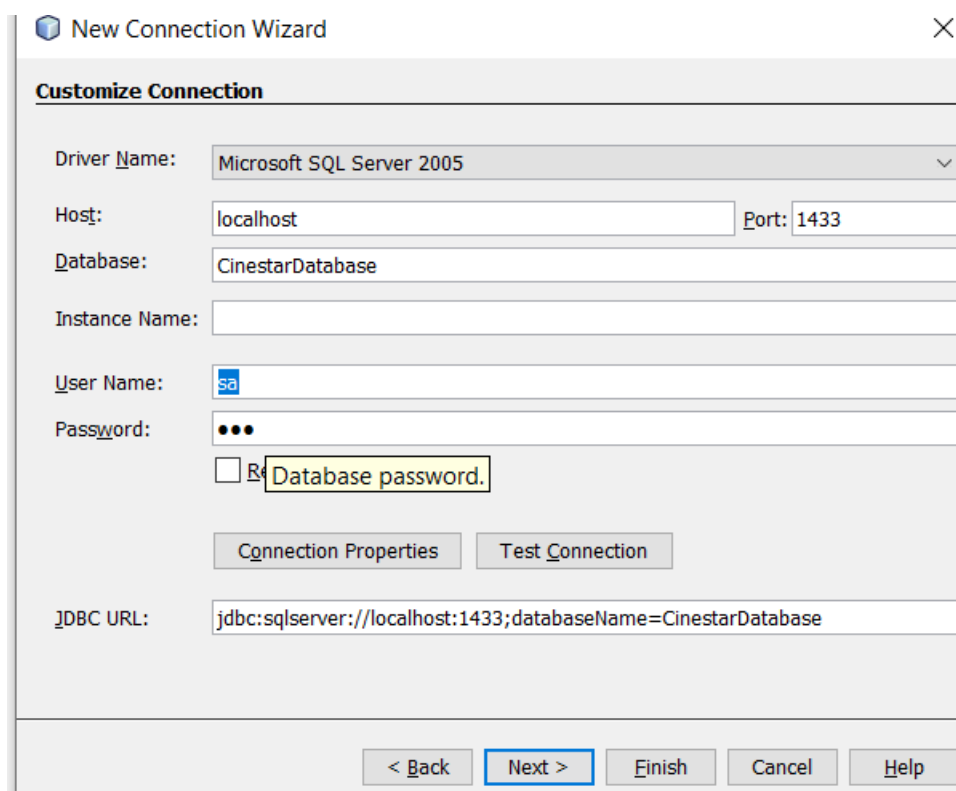 New Connection Wizard
Customize Connection
Driver Name: Microsoft SQL Server 2005
Host: localhost Port: 1433
Database: CinestarDatabase
Instance Name:
User Name: sa
Password: •••
Database password.
Connection Properties Test Connection
JDBC URL: jdbc:sqlserver://localhost:1433;databaseName=CinestarDatabase
< Back Next > Finish Cancel Help